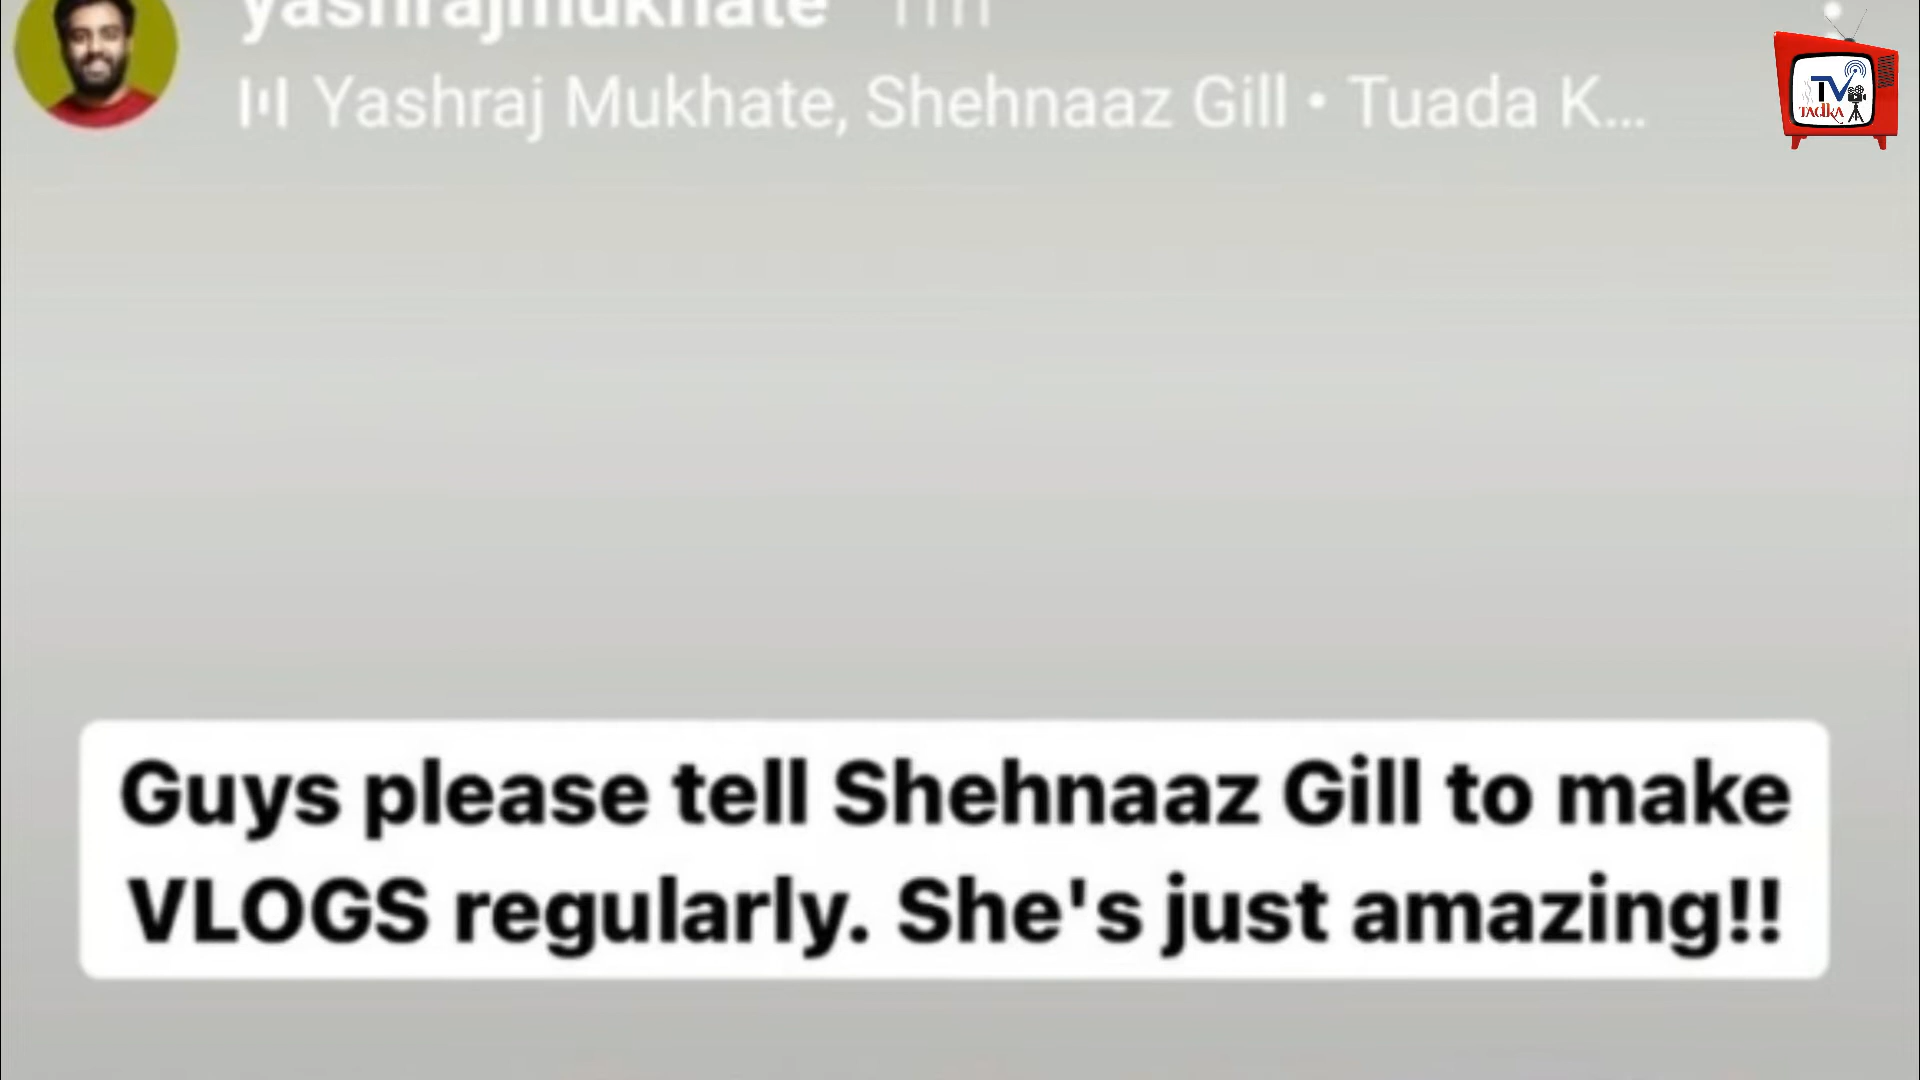 yashrajmukhate
Yashraj Mukhate, Shehnaaz Gill • Tuada K...
TV
TADKA
Guys please tell Shehnaaz Gill to make
VLOGS regularly. She's just amazing!!